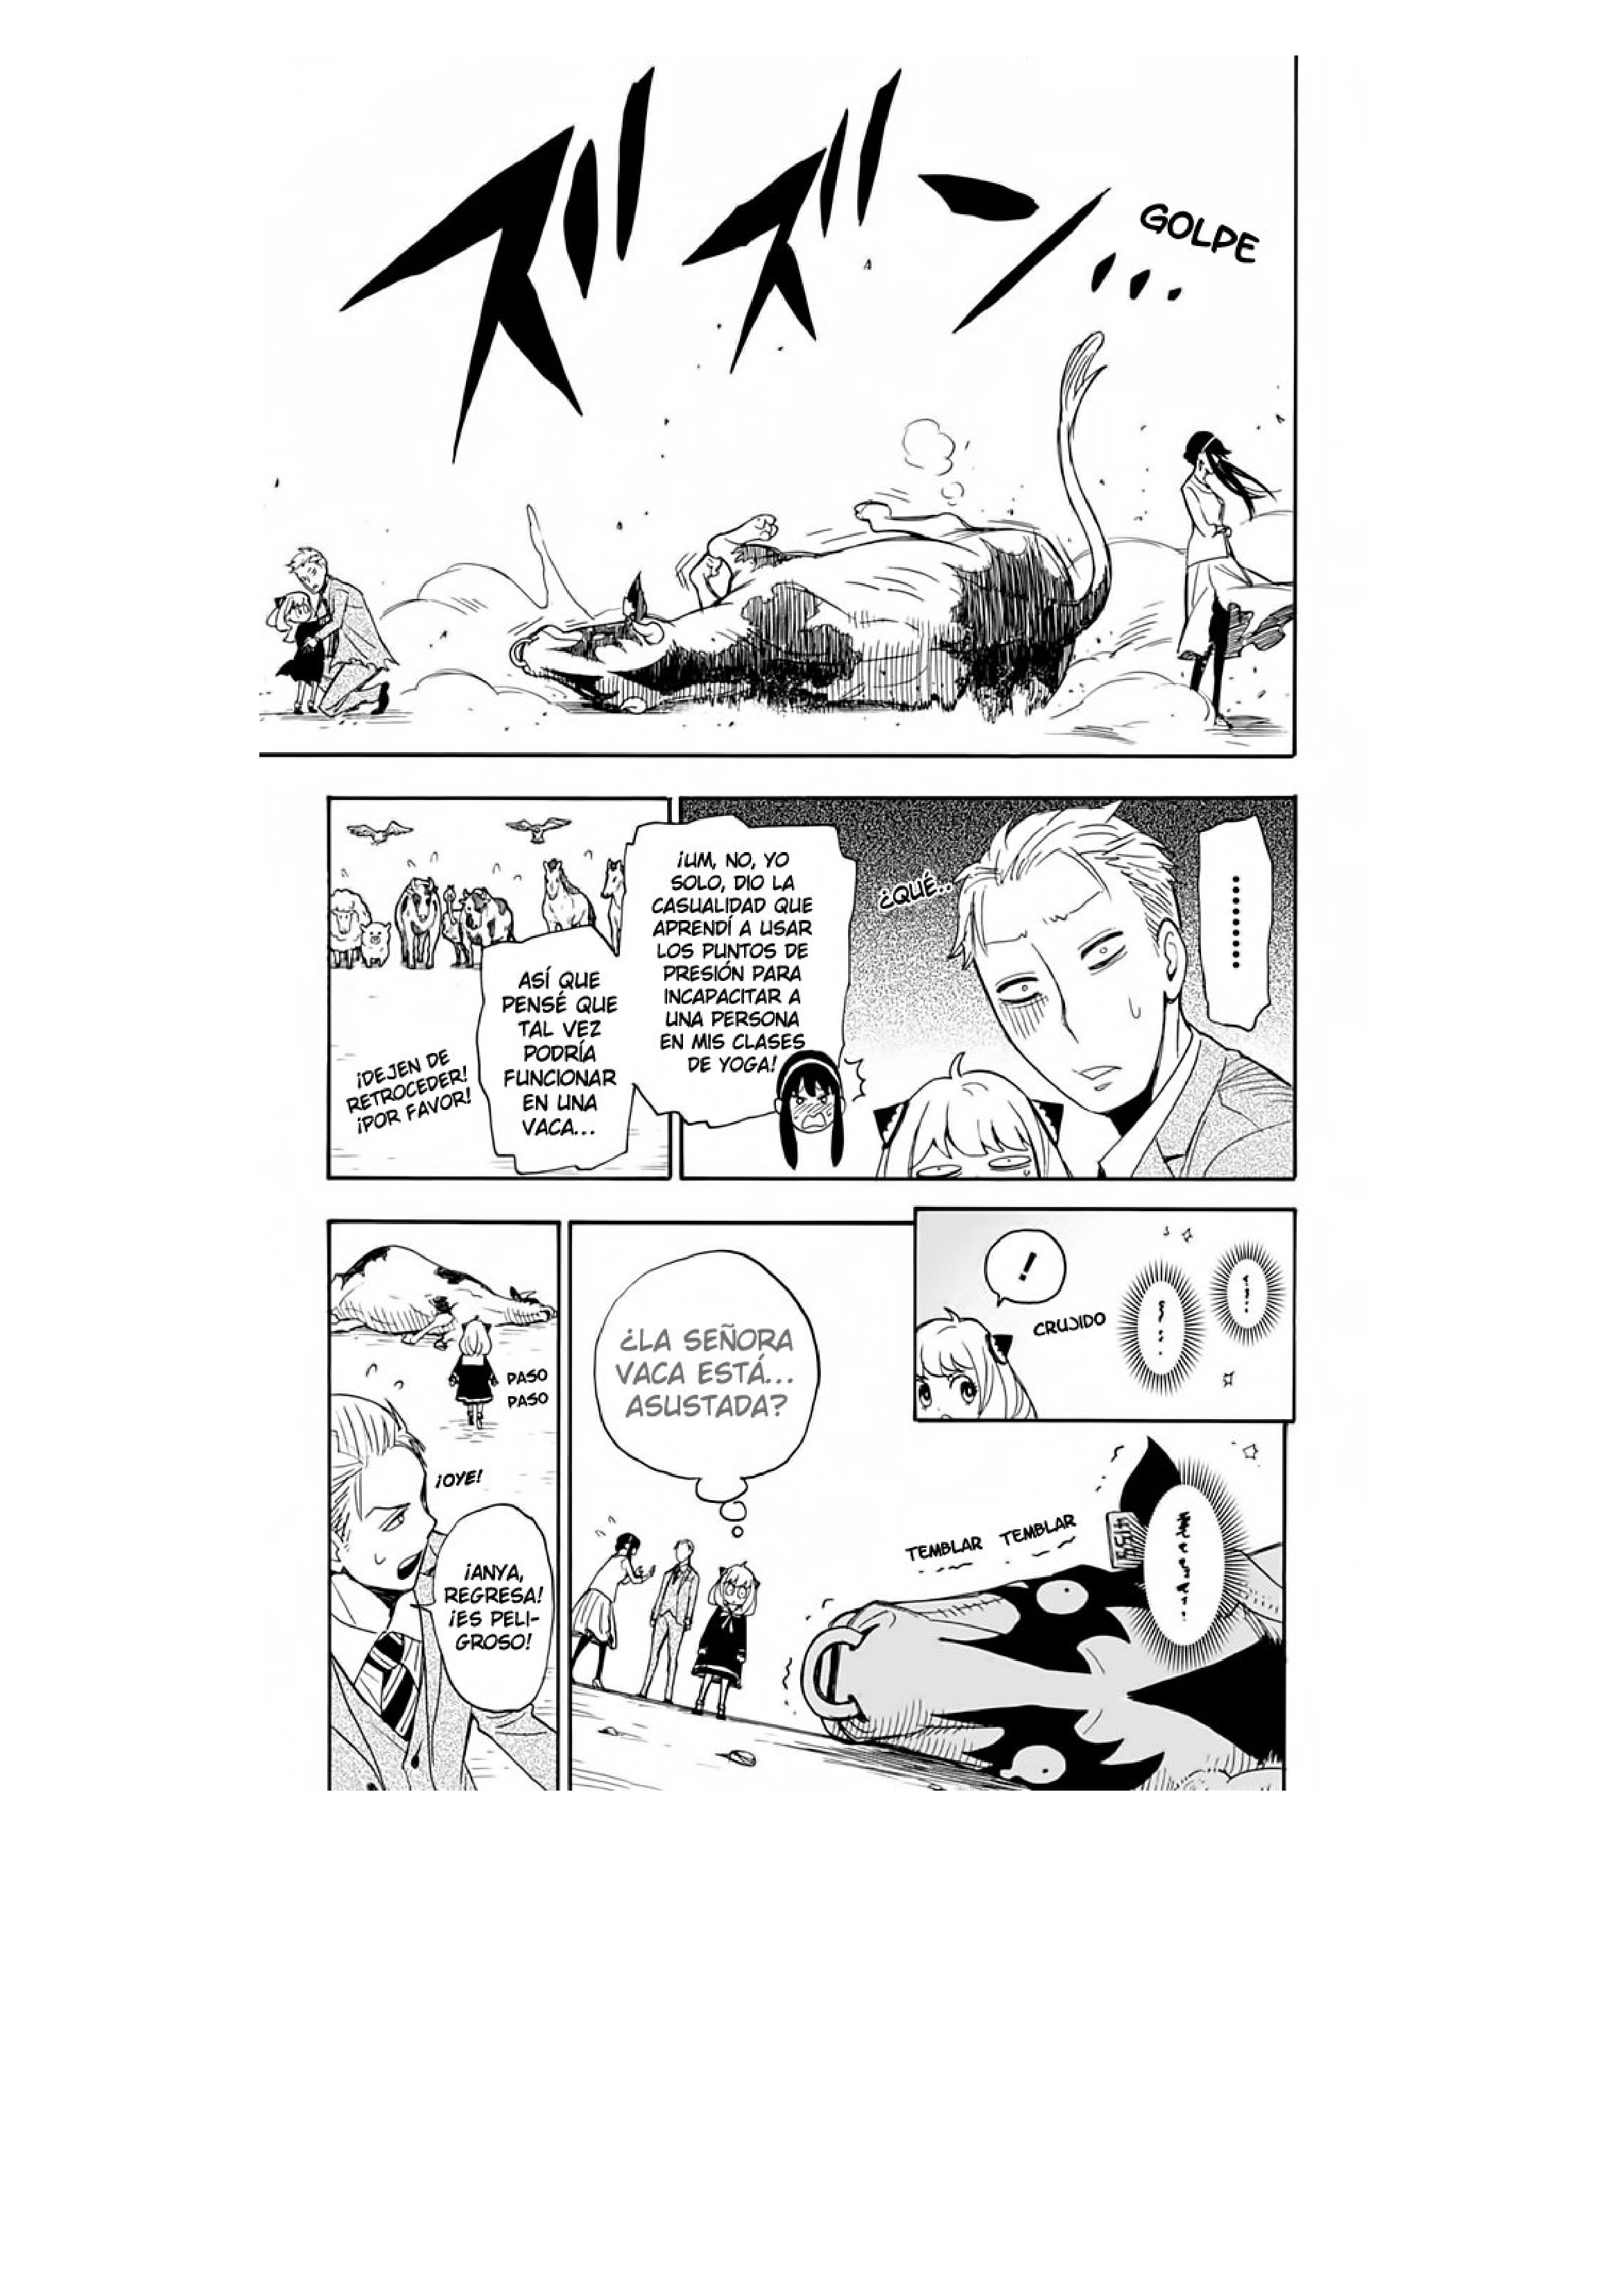 ズズン...
GOLPE
.........
¿QUÉ..
¡UM, NO, YO
SOLO, DIO LA
CASUALIDAD QUE
APRENDÍ A USAR
LOS PUNTOS DE
PRESIÓN PARA
INCAPACITAR A
UNA PERSONA
EN MIS CLASES
DE YOGA!
ASÍ QUE
PENSÉ QUE
TAL VEZ
PODRÍA
FUNCIONAR
EN UNA
VACA...
¡DEJEN DE
RETROCEDER!
¡POR FAVOR!
!
CRUJIDO
¿LA SEÑORA
VACA ESTÁ...
ASUSTADA?
TEMBLAR TEMBLAR
PASO
PASO
¡OYE!
¡ANYA,
REGRESA!
¡ES PELI-
GROSO!